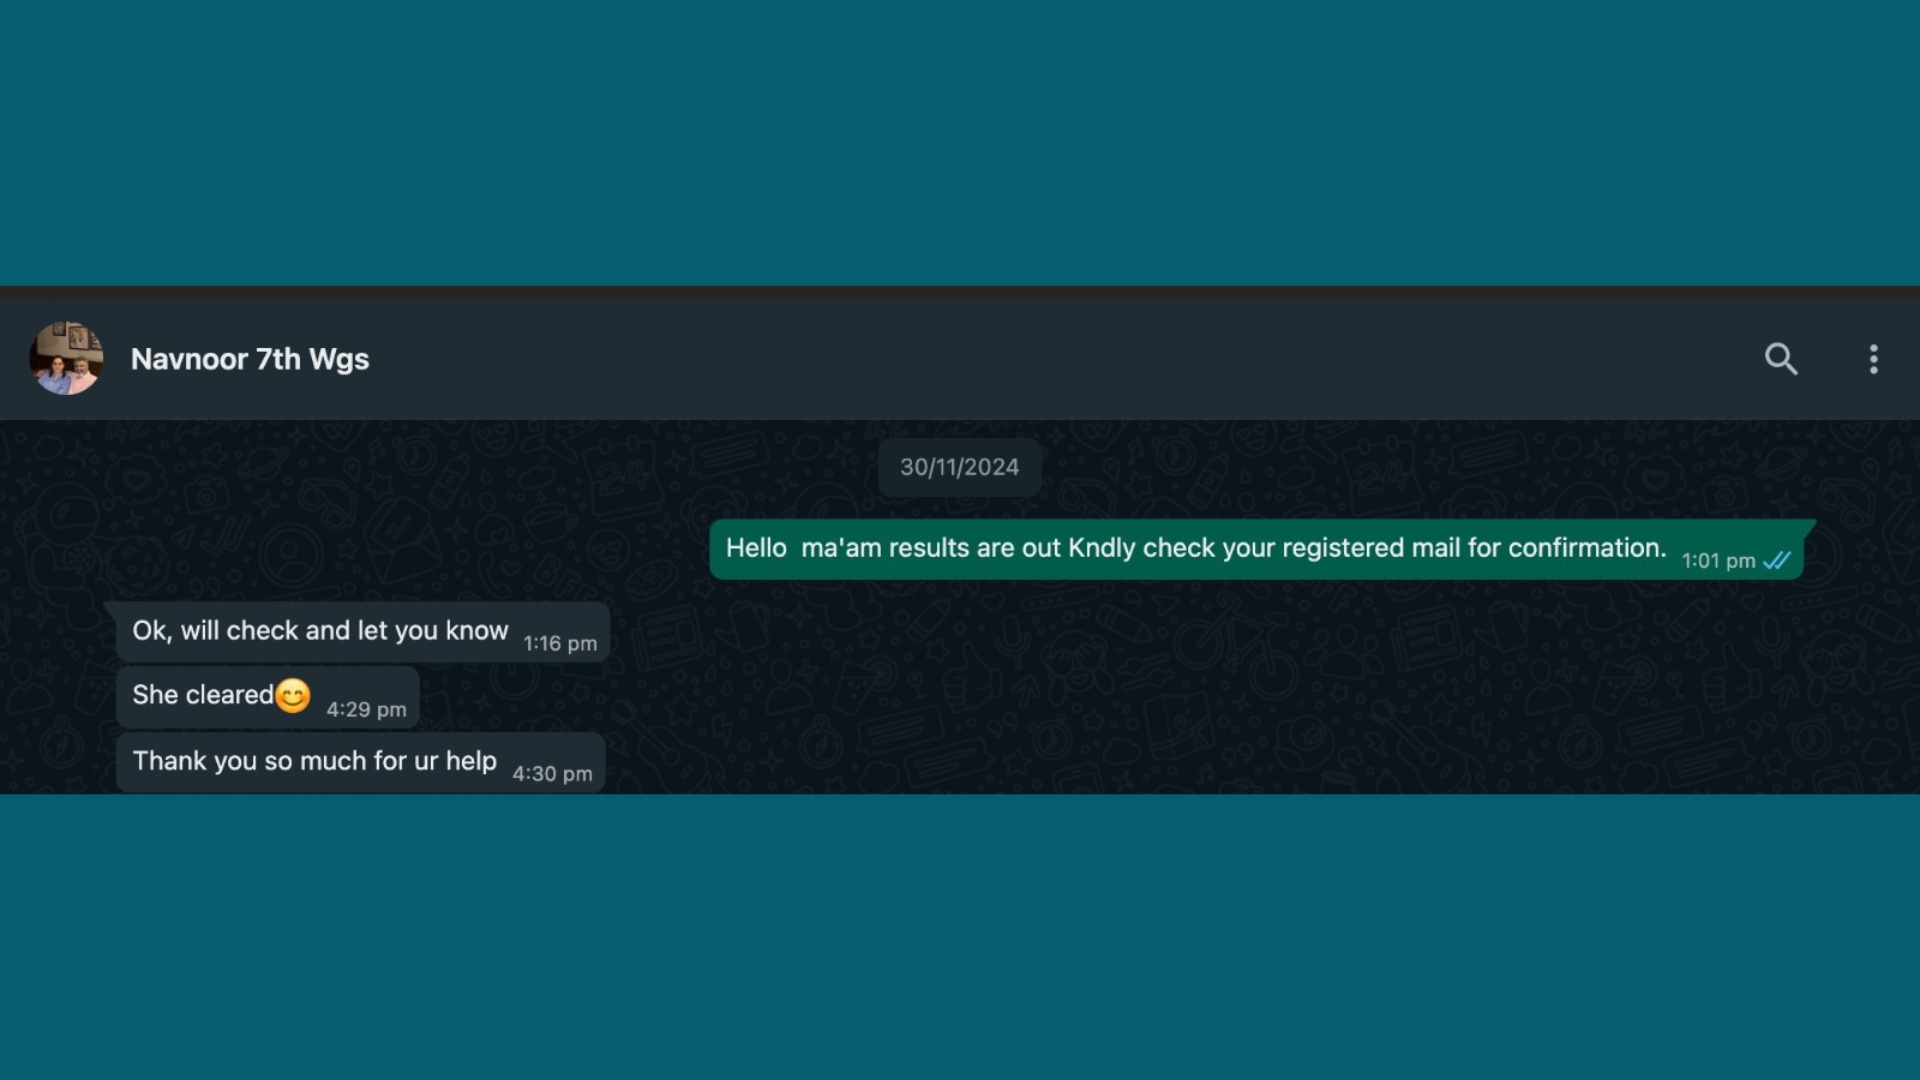 Navnoor 7th Wgs
30/11/2024
Hello  ma'am results are out Kndly check your registered mail for confirmation. 1:01 pm
Ok, will check and let you know 1:16 pm
She cleared😊 4:29 pm
Thank you so much for ur help 4:30 pm